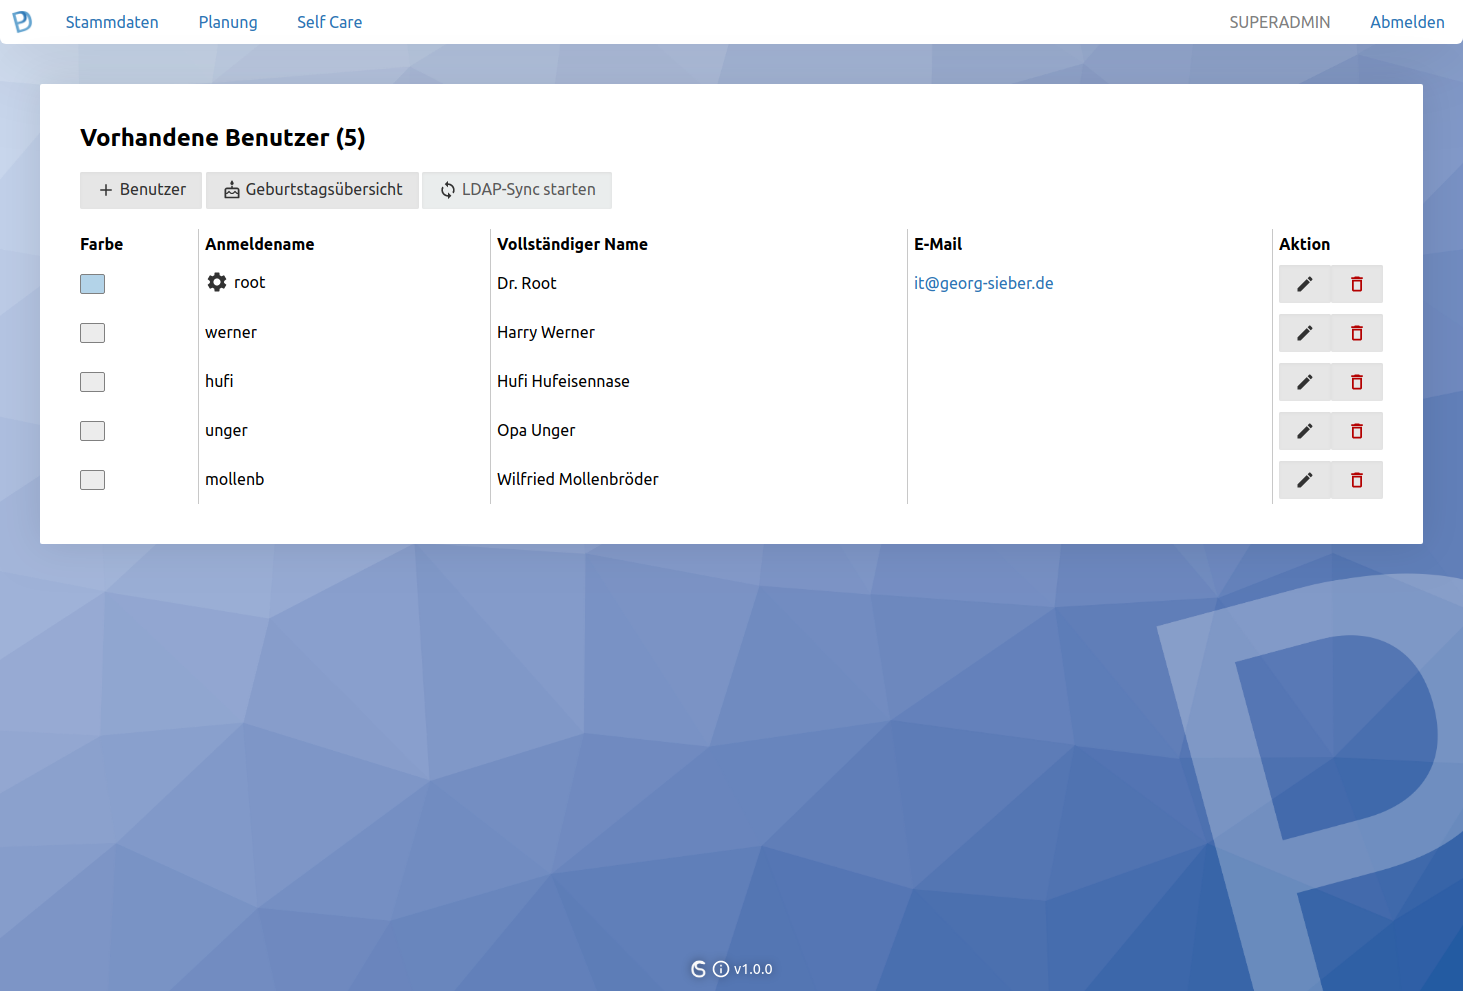 Stammdaten Planung Self Care SUPERADMIN Abmelden
Vorhandene Benutzer (5)
Benutzer Geburtstagsübersicht LDAP-Sync starten
Farbe Anmeldename Vollständiger Name E-Mail Aktion
root Dr. Root it@georg-sieber.de
werner Harry Werner
hufi Hufi Hufeisennase
unger Opa Unger
mollenb Wilfried Mollenbröder
v1.0.0